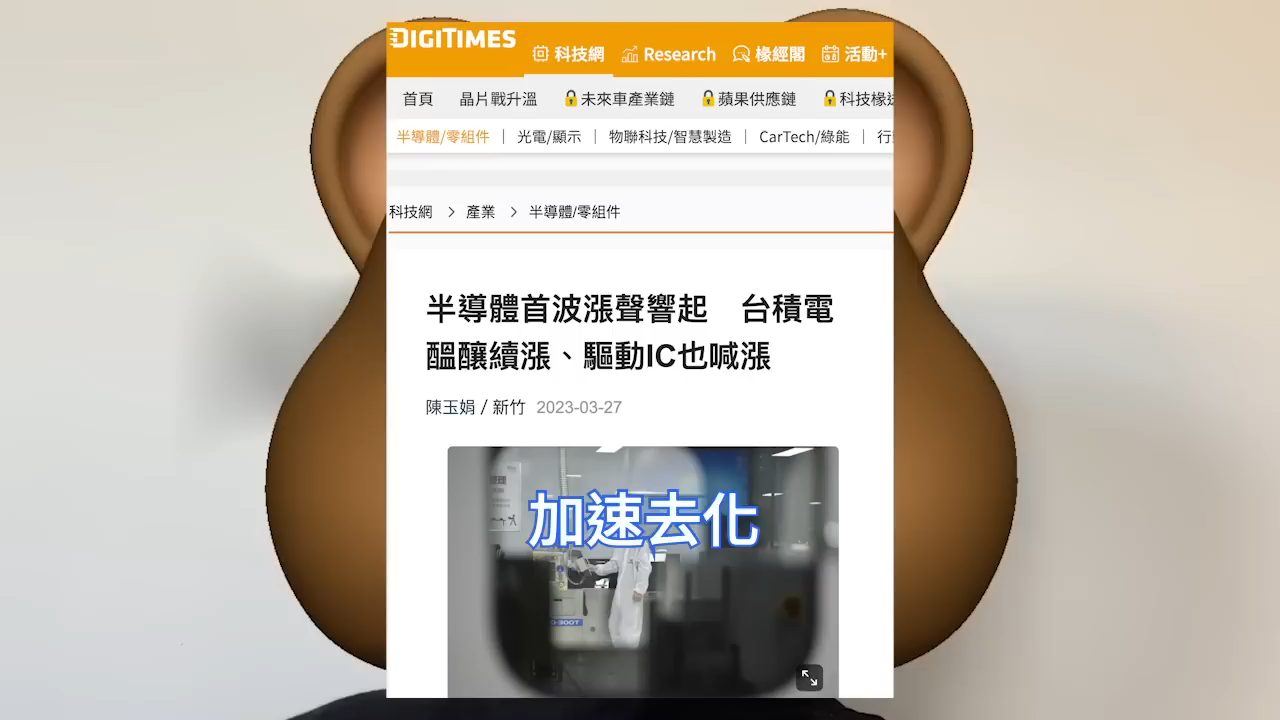 DIGITIMES
科技網 Research 椽經閣 活動+
首頁 晶片戰升溫 未來車產業鏈 蘋果供應鏈 科技椽
半導體/零組件 | 光電/顯示 | 物聯科技/智慧製造 | CarTech/綠能 | 行
科技網 > 產業 > 半導體/零組件
半導體首波漲聲響起 台積電
醞釀續漲、驅動IC也喊漲
陳玉娟 / 新竹 2023-03-27
加速去化